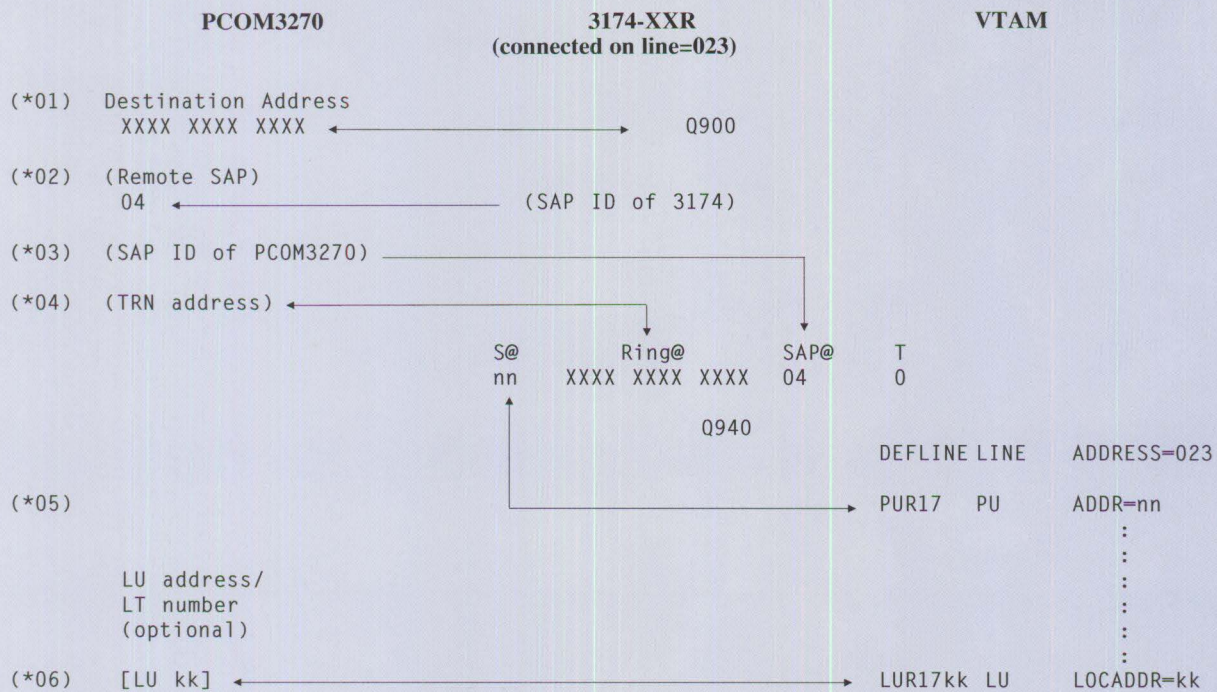 PCOM3270 3174-XXR VTAM
(connected on line=023)
(*01) Destination Address
XXXX XXXX XXXX Q900
(*02) (Remote SAP)
04 (SAP ID of 3174)
(*03) (SAP ID of PCOM3270)
(*04) (TRN address)
S@ Ring@ SAP@ T
nn XXXX XXXX XXXX 04 0
Q940
DEFLINE LINE ADDRESS=023
(*05) PUR17 PU ADDR=nn
:
:
LU address/ :
LT number :
(optional) :
:
(*06) [LU kk] LUR17kk LU LOCADDR=kk